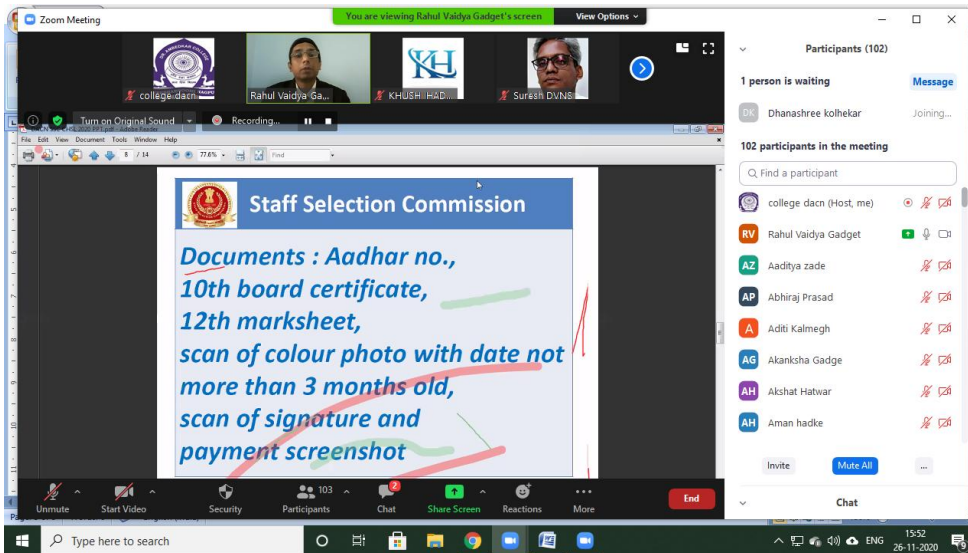 Zoom Meeting
You are viewing Rahul Vaidya Gadget's screen
View Options
college dacn
Rahul Vaidya Ga...
KHUSH HAD...
Suresh DVNS
Turn on Original Sound
Recording...
File Edit View Document Tools Window Help
8 / 14
77.6%
Find
Staff Selection Commission
Documents : Aadhar no.,
10th board certificate,
12th marksheet,
scan of colour photo with date not
more than 3 months old,
scan of signature and
payment screenshot
Unmute
Start Video
Security
Participants
103
Chat
2
Share Screen
Reactions
More
End
Participants (102)
1 person is waiting
Message
DK
Dhanashree kolhekar
Joining...
102 participants in the meeting
Find a participant
college dacn (Host, me)
RV
Rahul Vaidya Gadget
AZ
Aaditya zade
AP
Abhiraj Prasad
A
Aditi Kalmegh
AG
Akanksha Gadge
AH
Akshat Hatwar
AH
Aman hadke
Invite
Mute All
...
Chat
Type here to search
ENG
15:52
26-11-2020